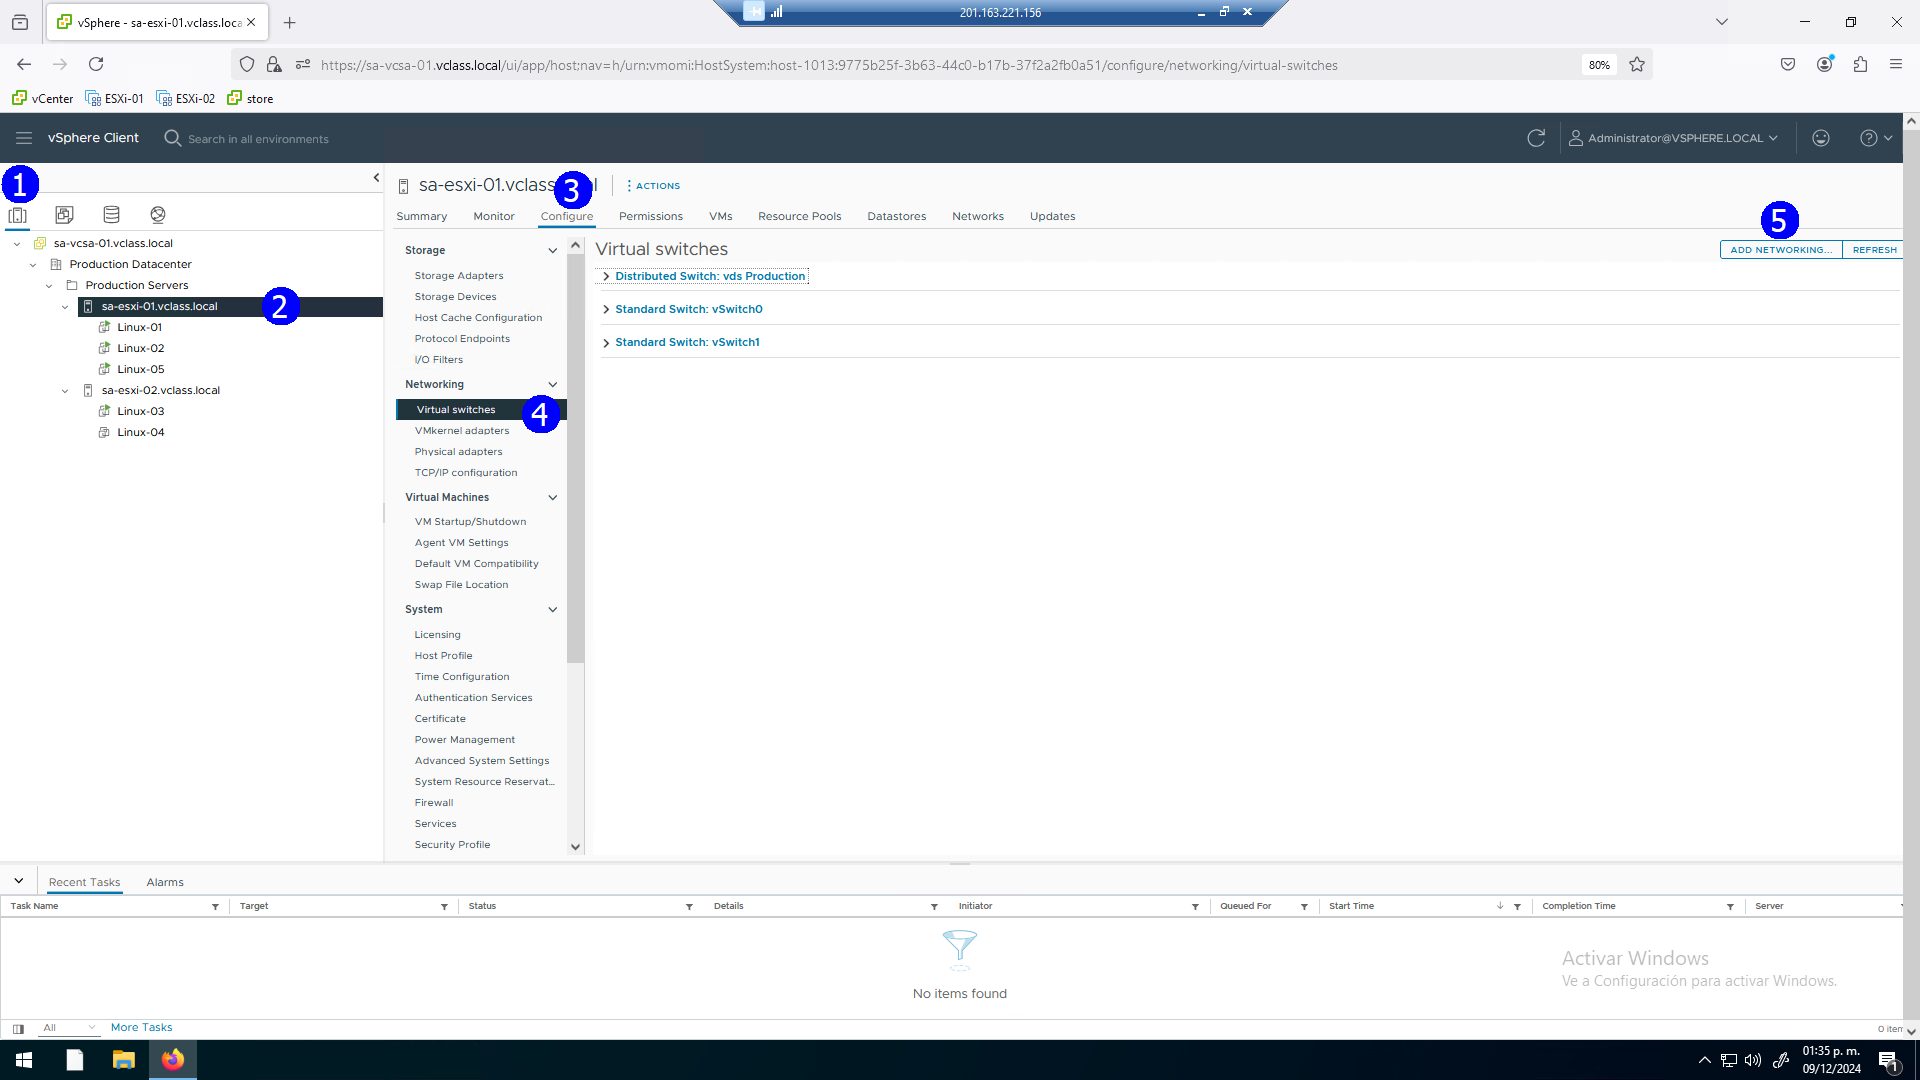 vSphere - sa-esxi-01.vclass.loca
201.163.221.156
https://sa-vcsa-01.vclass.local/ui/app/host;nav=h/urn:vmomi:HostSystem:host-1013:9775b25f-3b63-44c0-b17b-37f2a2fb0a51/configure/networking/virtual-switches
80%
vCenter ESXi-01 ESXi-02 store
vSphere Client
Search in all environments
Administrator@VSPHERE.LOCAL
1
2
3
4
5
sa-vcsa-01.vclass.local
Production Datacenter
Production Servers
sa-esxi-01.vclass.local
Linux-01
Linux-02
Linux-05
sa-esxi-02.vclass.local
Linux-03
Linux-04
sa-esxi-01.vclass
ACTIONS
Summary Monitor Configure Permissions VMs Resource Pools Datastores Networks Updates
Storage
Storage Adapters
Storage Devices
Host Cache Configuration
Protocol Endpoints
I/O Filters
Networking
Virtual switches
VMkernel adapters
Physical adapters
TCP/IP configuration
Virtual Machines
VM Startup/Shutdown
Agent VM Settings
Default VM Compatibility
Swap File Location
System
Licensing
Host Profile
Time Configuration
Authentication Services
Certificate
Power Management
Advanced System Settings
System Resource Reservat...
Firewall
Services
Security Profile
Virtual switches
ADD NETWORKING... REFRESH
Distributed Switch: vds Production
Standard Switch: vSwitch0
Standard Switch: vSwitch1
Recent Tasks Alarms
Task Name Target Status Details Initiator Queued For Start Time Completion Time Server
No items found
Activar Windows
Ve a Configuración para activar Windows.
All More Tasks
0 item
01:35 p. m.
09/12/2024
1